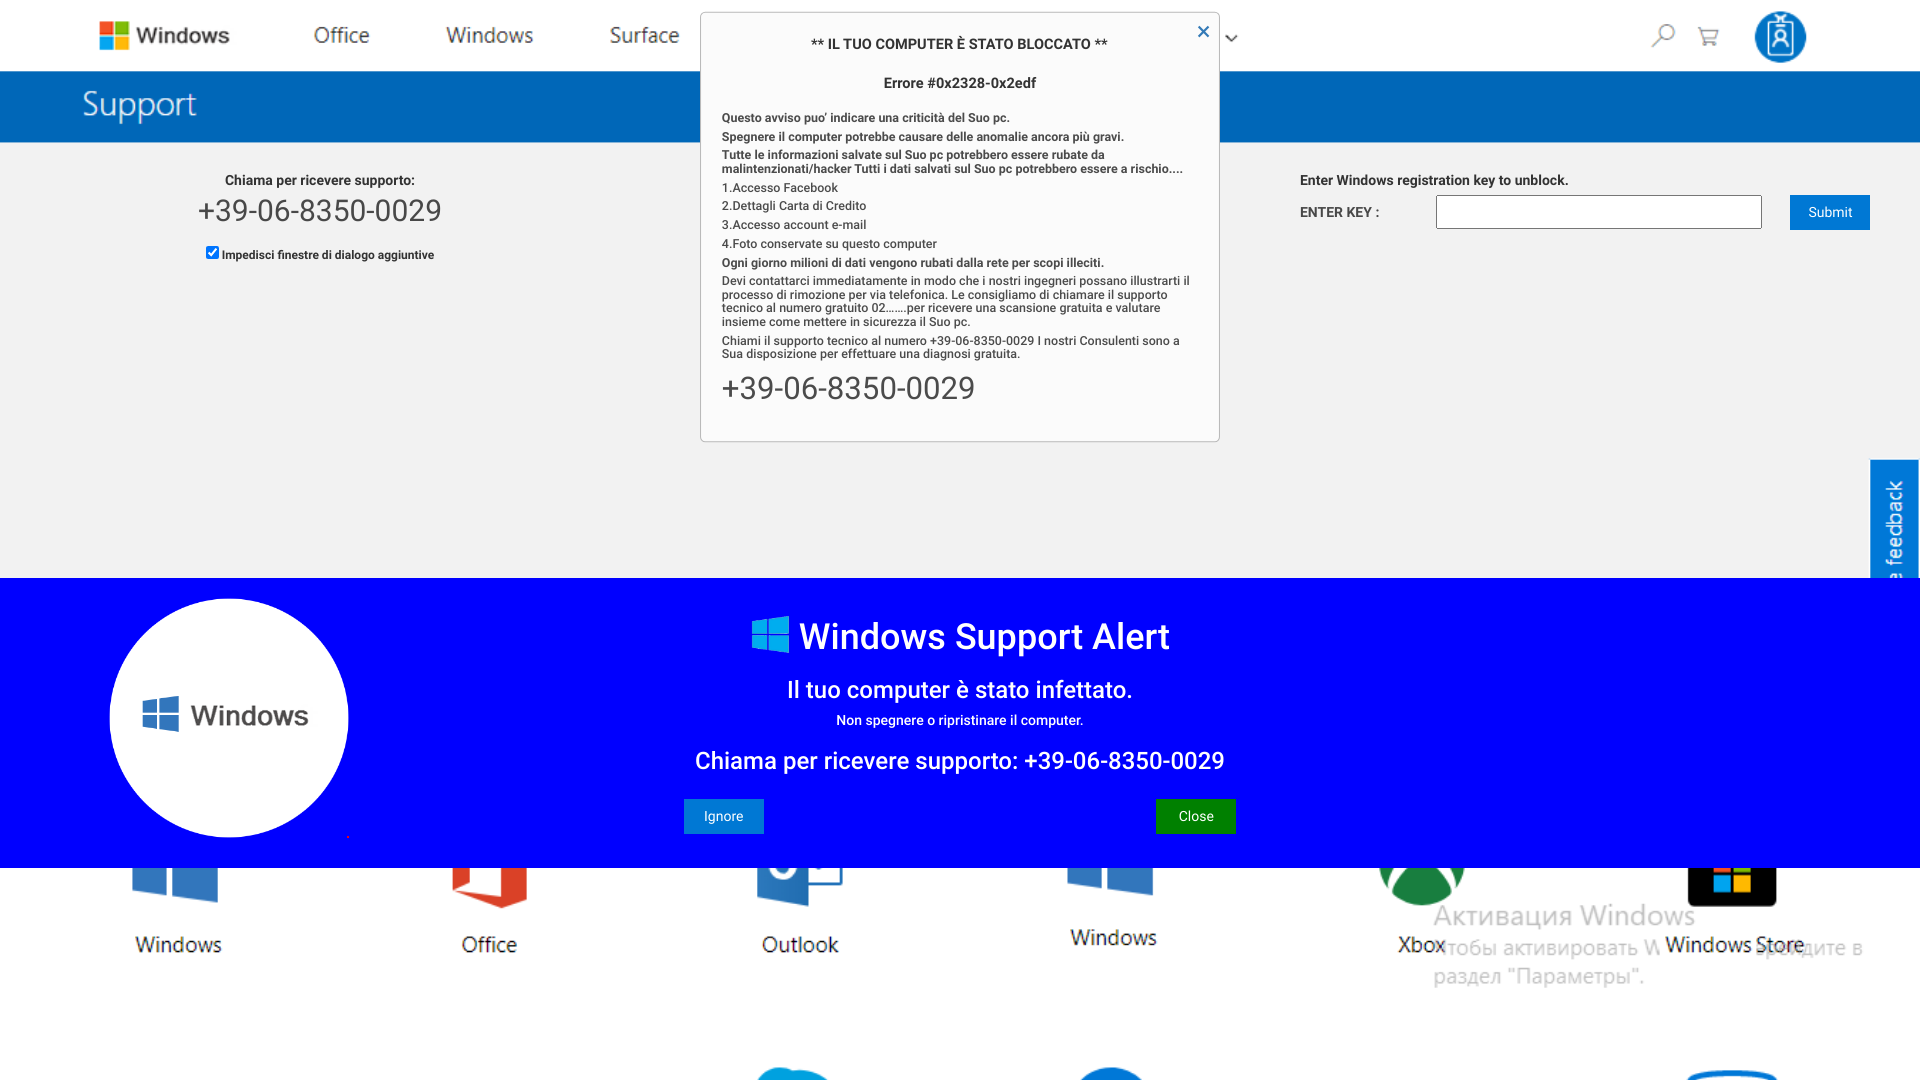 Windows
Office
Windows
Surface
Support
Chiama per ricevere supporto:
+39-06-8350-0029
Impedisci finestre di dialogo aggiuntive
** IL TUO COMPUTER È STATO BLOCCATO **
Errore #0x2328-0x2edf
Questo avviso puo’ indicare una criticità del Suo pc.
Spegnere il computer potrebbe causare delle anomalie ancora più gravi.
Tutte le informazioni salvate sul Suo pc potrebbero essere rubate da
malintenzionati/hacker Tutti i dati salvati sul Suo pc potrebbero essere a rischio....
1.Accesso Facebook
2.Dettagli Carta di Credito
3.Accesso account e-mail
4.Foto conservate su questo computer
Ogni giorno milioni di dati vengono rubati dalla rete per scopi illeciti.
Devi contattarci immediatamente in modo che i nostri ingegneri possano illustrarti il
processo di rimozione per via telefonica. Le consigliamo di chiamare il supporto
tecnico al numero gratuito 02…….per ricevere una scansione gratuita e valutare
insieme come mettere in sicurezza il Suo pc.
Chiami il supporto tecnico al numero +39-06-8350-0029 I nostri Consulenti sono a
Sua disposizione per effettuare una diagnosi gratuita.
+39-06-8350-0029
Enter Windows registration key to unblock.
ENTER KEY :
Submit
feedback
Windows
Windows Support Alert
Il tuo computer è stato infettato.
Non spegnere o ripristinare il computer.
Chiama per ricevere supporto: +39-06-8350-0029
Ignore
Close
Windows
Office
Outlook
Windows
Xbox
Windows Store
Активация Windows
Чтобы активировать
раздел "Параметры".